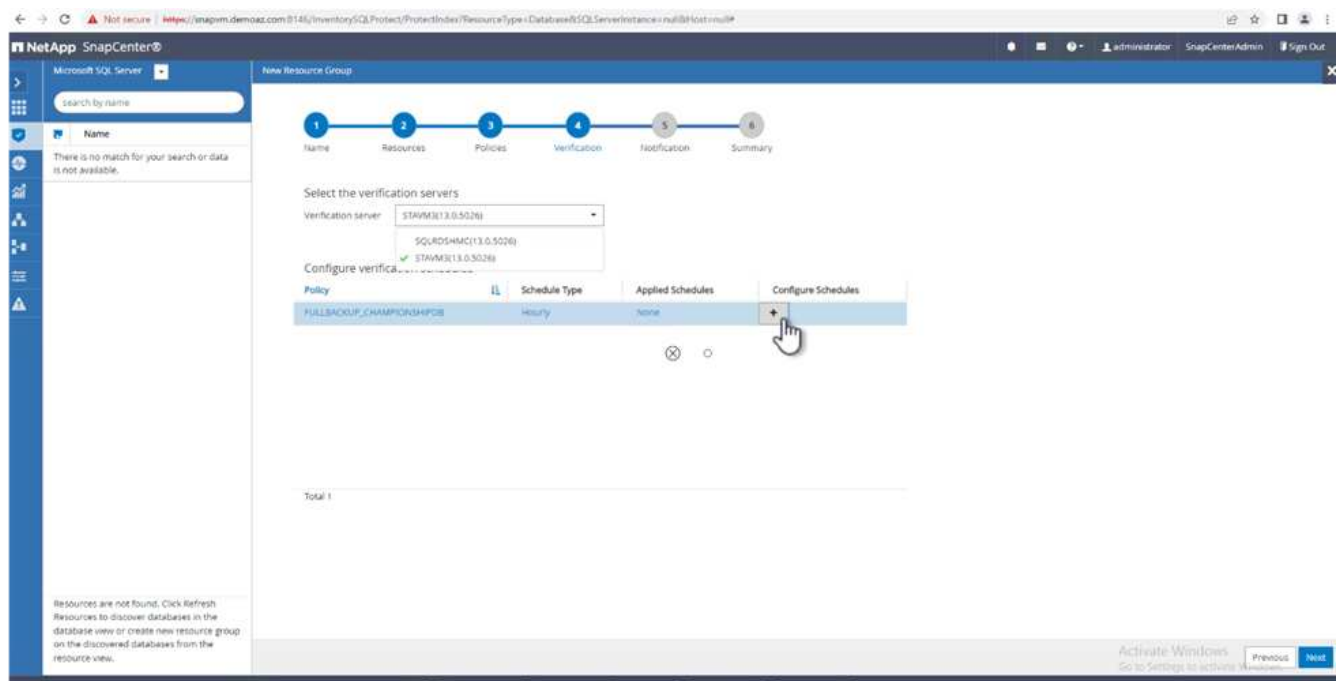 Not secure | https://snapvm.demoaz.com:8146/InventorySQLProtect/ProtectIndex?ResourceType=Database&SQLServerInstance=null&Host=null#
NetApp SnapCenter®
administrator SnapCenterAdmin Sign Out
Microsoft SQL Server
New Resource Group
search by name
Name
There is no match for your search or data
is not available.
1 2 3 4 5 6
Name Resources Policies Verification Notification Summary
Select the verification servers
Verification server STAVM3(13.0.5026)
SQLRDSHMC(13.0.5026)
STAVM3(13.0.5026)
Configure verification schedules
Policy Schedule Type Applied Schedules Configure Schedules
FULLBACKUP_CHAMPIONSHIPDB Hourly None +
Total 1
Resources are not found. Click Refresh
Resources to discover databases in the
database view or create new resource group
on the discovered databases from the
resource view.
Activate Windows
Go to Settings to activate Windows.
Previous Next